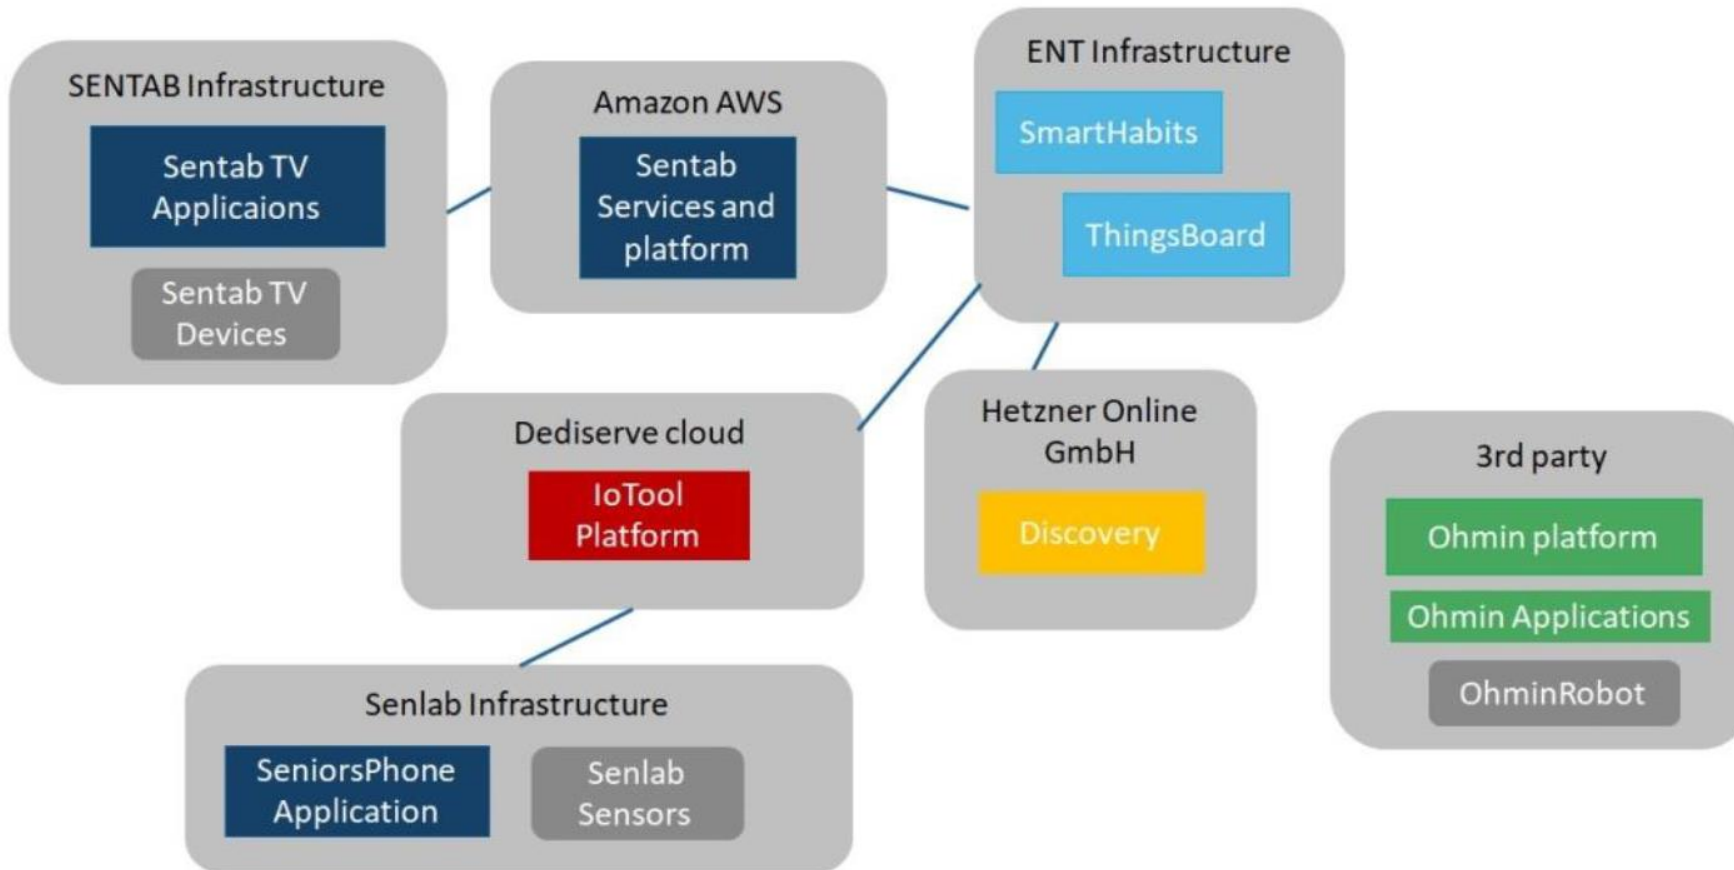 SENTAB Infrastructure
Sentab TV
Applicaions
Sentab TV
Devices
Amazon AWS
Sentab
Services and
platform
ENT Infrastructure
SmartHabits
ThingsBoard
Dediserve cloud
IoTool
Platform
Hetzner Online
GmbH
Discovery
3rd party
Ohmin platform
Ohmin Applications
OhminRobot
Senlab Infrastructure
SeniorsPhone
Application
Senlab
Sensors